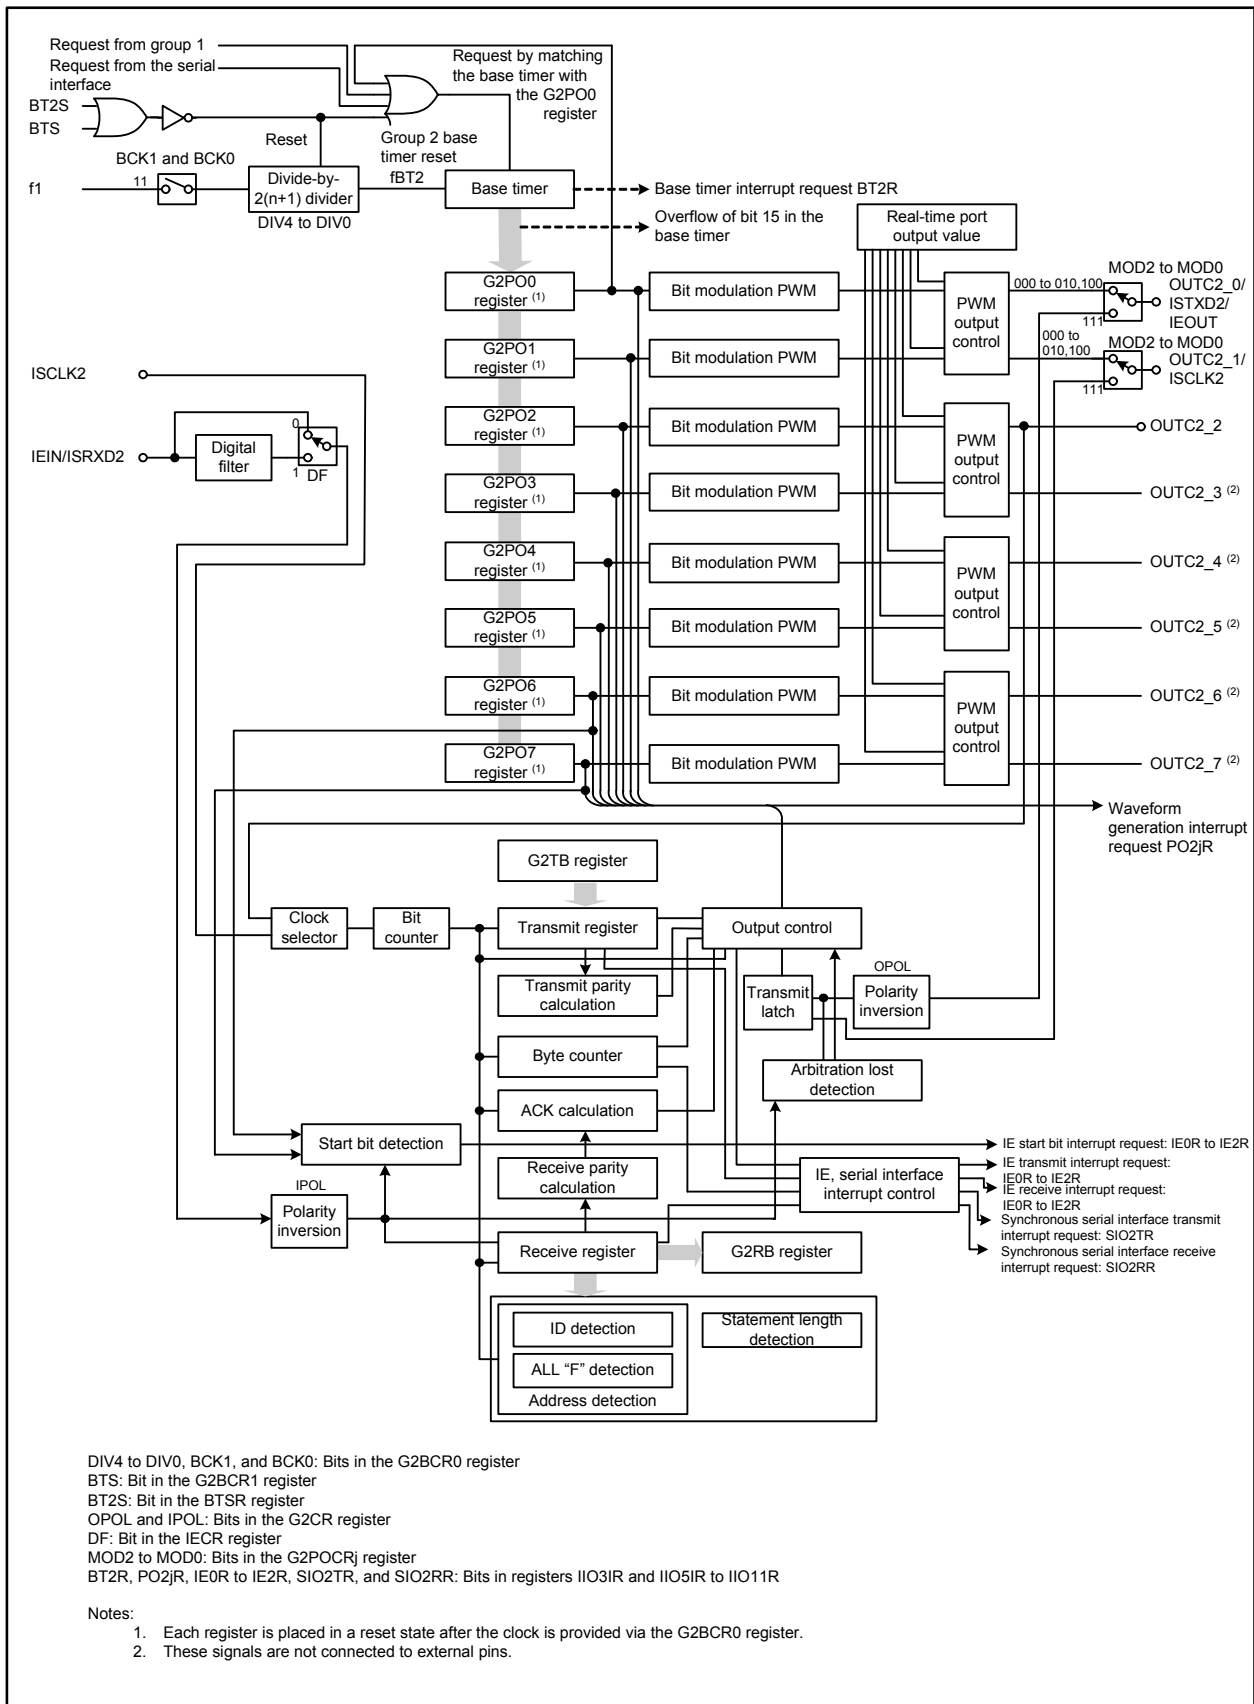 Request from group 1
Request from the serial
interface
BT2S
BTS
Request by matching
the base timer with
the G2PO0
register
Reset
Group 2 base
timer reset
BCK1 and BCK0
f1
11
Divide-by-
2(n+1) divider
DIV4 to DIV0
fBT2
Base timer
Base timer interrupt request BT2R
Overflow of bit 15 in the
base timer
Real-time port
output value
G2PO0
register (1)
Bit modulation PWM
G2PO1
register (1)
Bit modulation PWM
PWM
output
control
000 to 010,100
111
MOD2 to MOD0
OUTC2_0/
ISTXD2/
IEOUT
000 to
010,100
111
MOD2 to MOD0
OUTC2_1/
ISCLK2
ISCLK2
IEIN/ISRXD2
Digital
filter
0
1
DF
G2PO2
register (1)
Bit modulation PWM
G2PO3
register (1)
Bit modulation PWM
PWM
output
control
OUTC2_2
OUTC2_3 (2)
G2PO4
register (1)
Bit modulation PWM
G2PO5
register (1)
Bit modulation PWM
PWM
output
control
OUTC2_4 (2)
OUTC2_5 (2)
G2PO6
register (1)
Bit modulation PWM
G2PO7
register (1)
Bit modulation PWM
PWM
output
control
OUTC2_6 (2)
OUTC2_7 (2)
Waveform
generation interrupt
request PO2jR
G2TB register
Clock
selector
Bit
counter
Transmit register
Output control
Transmit parity
calculation
Transmit
latch
OPOL
Polarity
inversion
Byte counter
Arbitration lost
detection
ACK calculation
Start bit detection
Receive parity
calculation
IE, serial interface
interrupt control
IE start bit interrupt request: IE0R to IE2R
IE transmit interrupt request:
IE0R to IE2R
IE receive interrupt request:
IE0R to IE2R
Synchronous serial interface transmit
interrupt request: SIO2TR
Synchronous serial interface receive
interrupt request: SIO2RR
IPOL
Polarity
inversion
Receive register
G2RB register
ID detection
ALL “F” detection
Address detection
Statement length
detection
DIV4 to DIV0, BCK1, and BCK0: Bits in the G2BCR0 register
BTS: Bit in the G2BCR1 register
BT2S: Bit in the BTSR register
OPOL and IPOL: Bits in the G2CR register
DF: Bit in the IECR register
MOD2 to MOD0: Bits in the G2POCRj register
BT2R, PO2jR, IE0R to IE2R, SIO2TR, and SIO2RR: Bits in registers IIO3IR and IIO5IR to IIO11R
Notes:
1. Each register is placed in a reset state after the clock is provided via the G2BCR0 register.
2. These signals are not connected to external pins.